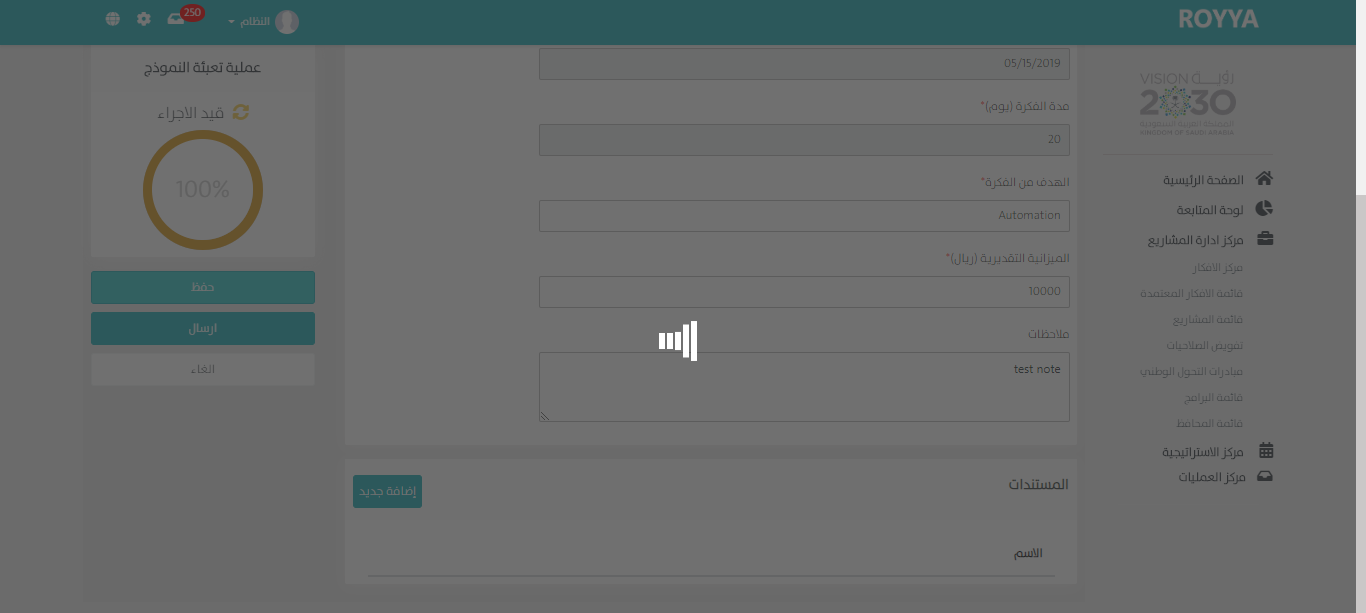 ROYYA
النظام
250
VISION رؤيـــة
2030
المملكة العربية السعودية
KINGDOM OF SAUDI ARABIA
الصفحة الرئيسية
لوحة المتابعة
مركز ادارة المشاريع
مركز الأفكار
قائمة الافكار المعتمدة
قائمة المشاريع
تفويض الصلاحيات
مبادرات التحول الوطني
قائمة البرامج
قائمة المحافظ
مركز الاستراتيجية
مركز العمليات
05/15/2019
مدة الفكرة (يوم)*
20
الهدف من الفكرة*
Automation
الميزانية التقديرية (ريال)*
10000
ملاحظات
test note
المستندات
إضافة جديد
الاسم
عملية تعبئة النموذج
قيد الاجراء
100%
حفظ
ارسال
الغاء